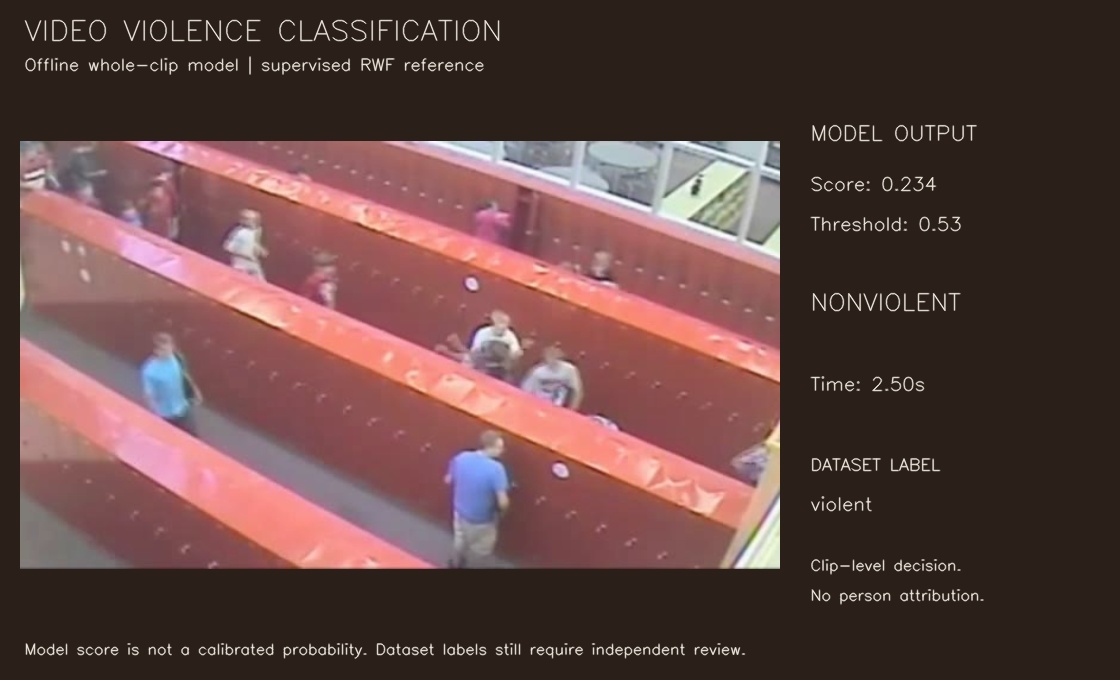 VIDEO VIOLENCE CLASSIFICATION
Offline whole-clip model | supervised RWF reference
MODEL OUTPUT
Score: 0.234
Threshold: 0.53
NONVIOLENT
Time: 2.50s
DATASET LABEL
violent
Clip-level decision.
No person attribution.
Model score is not a calibrated probability. Dataset labels still require independent review.